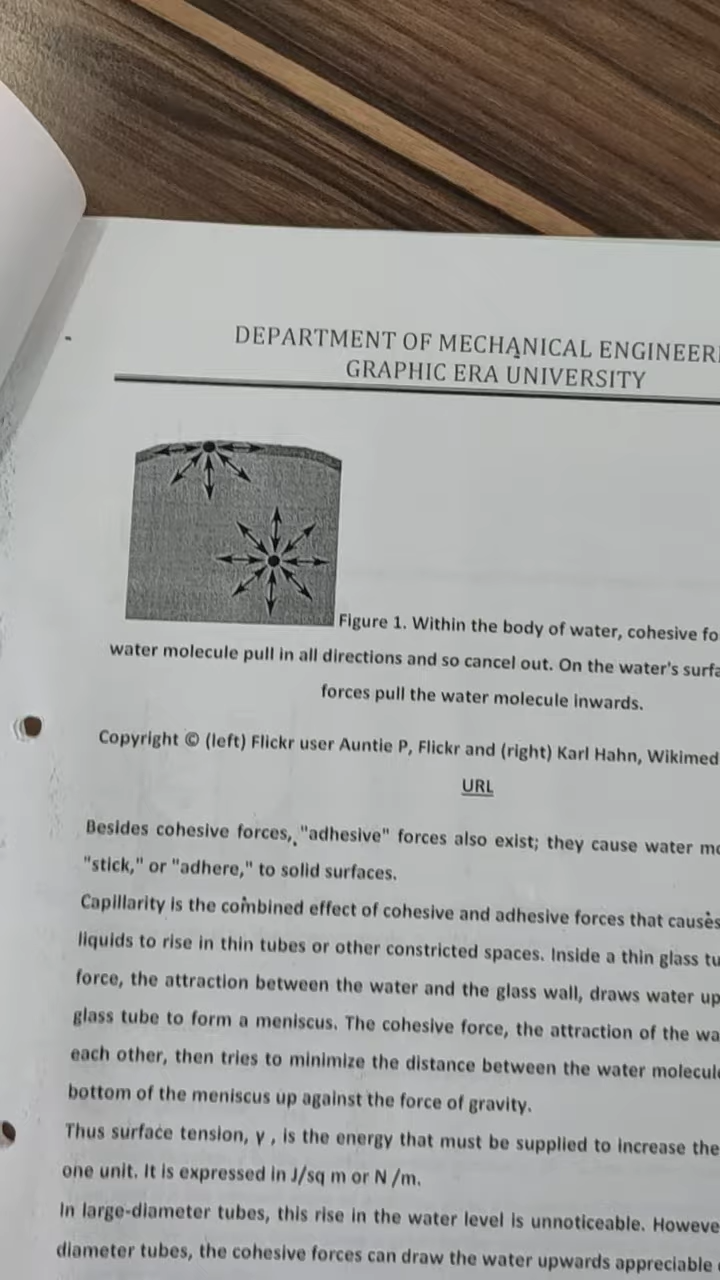 DEPARTMENT OF MECHANICAL
GRAPHIC ERA UNIVERSITY
Figure 1. Within the body of water, cohesive
water molecule pull in all directions and so cancel out. On the water's
forces pull the water molecule inwards.
Copyright © (left) Flickr user Auntie P, Flickr and (right) Karl Hahn,
URL
Besides cohesive forces, "adhesive" forces also exist; they cause water
"stick," or "adhere," to solid surfaces.
Capillarity is the combined effect of cohesive and adhesive forces that causes
liquids to rise in thin tubes or other constricted spaces. Inside a thin glass
force, the attraction between the water and the glass wall, draws water up
glass tube to form a meniscus. The cohesive force, the attraction of the
each other, then tries to minimize the distance between the water
bottom of the meniscus up against the force of gravity.
Thus surface tension, γ , is the energy that must be supplied to increase the
one unit. It is expressed in J/sq m or N /m.
In large-diameter tubes, this rise in the water level is unnoticeable.
diameter tubes, the cohesive forces can draw the water upwards appreciable